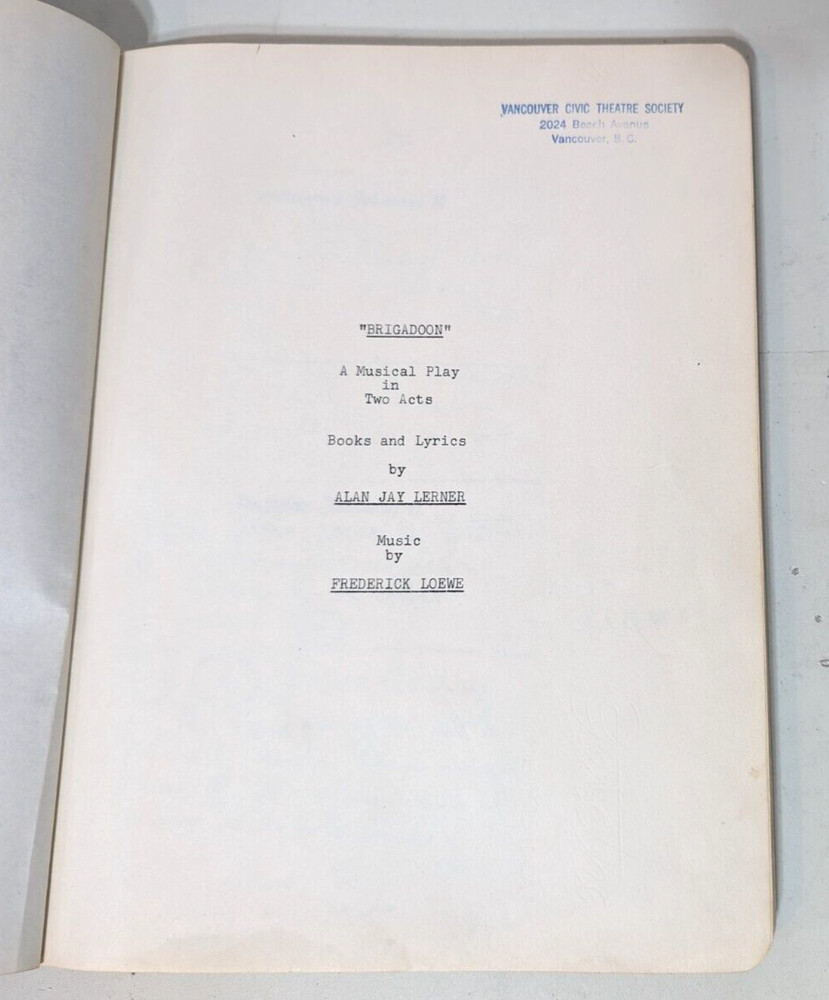 VANCOUVER CIVIC THEATRE SOCIETY
2024 Beach Avenue
Vancouver, B.C.
"BRIGADOON"
A Musical Play
in
Two Acts
Books and Lyrics
by
ALAN JAY LERNER
Music
by
FREDERICK LOEWE